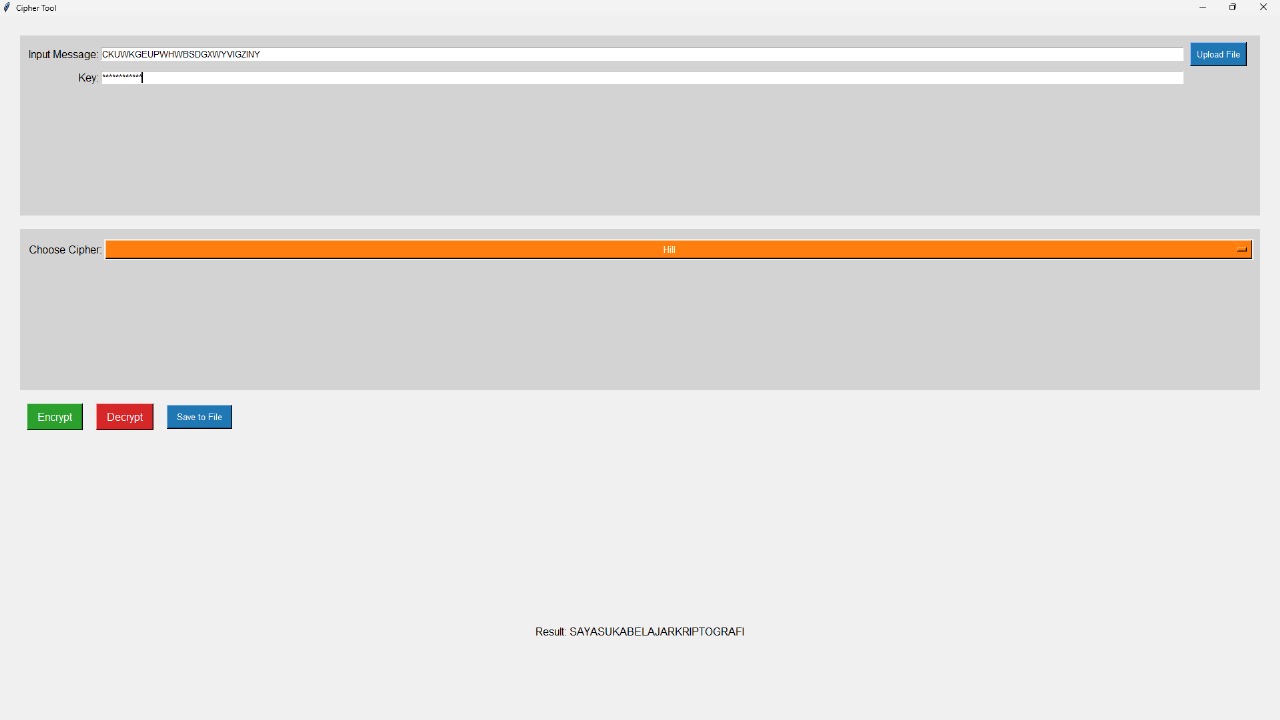 Cipher Tool
Input Message: CKUWKGEUPWHWBSDGXWYVIGZINY Upload File
Key: ************
Choose Cipher: Hill
Encrypt Decrypt Save to File
Result: SAYASUKABELAJARKRIPTOGRAFI